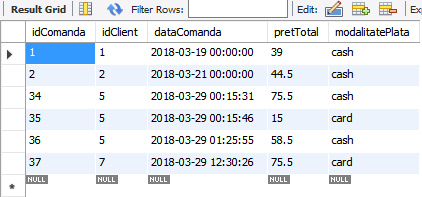 Result Grid Filter Rows: Edit:
idComanda idClient dataComanda pretTotal modalitatePlata
1 1 2018-03-19 00:00:00 39 cash
2 2 2018-03-21 00:00:00 44.5 cash
34 5 2018-03-29 00:15:31 75.5 cash
35 5 2018-03-29 00:15:46 15 card
36 5 2018-03-29 01:25:55 58.5 cash
37 7 2018-03-29 12:30:26 75.5 card
NULL NULL NULL NULL NULL